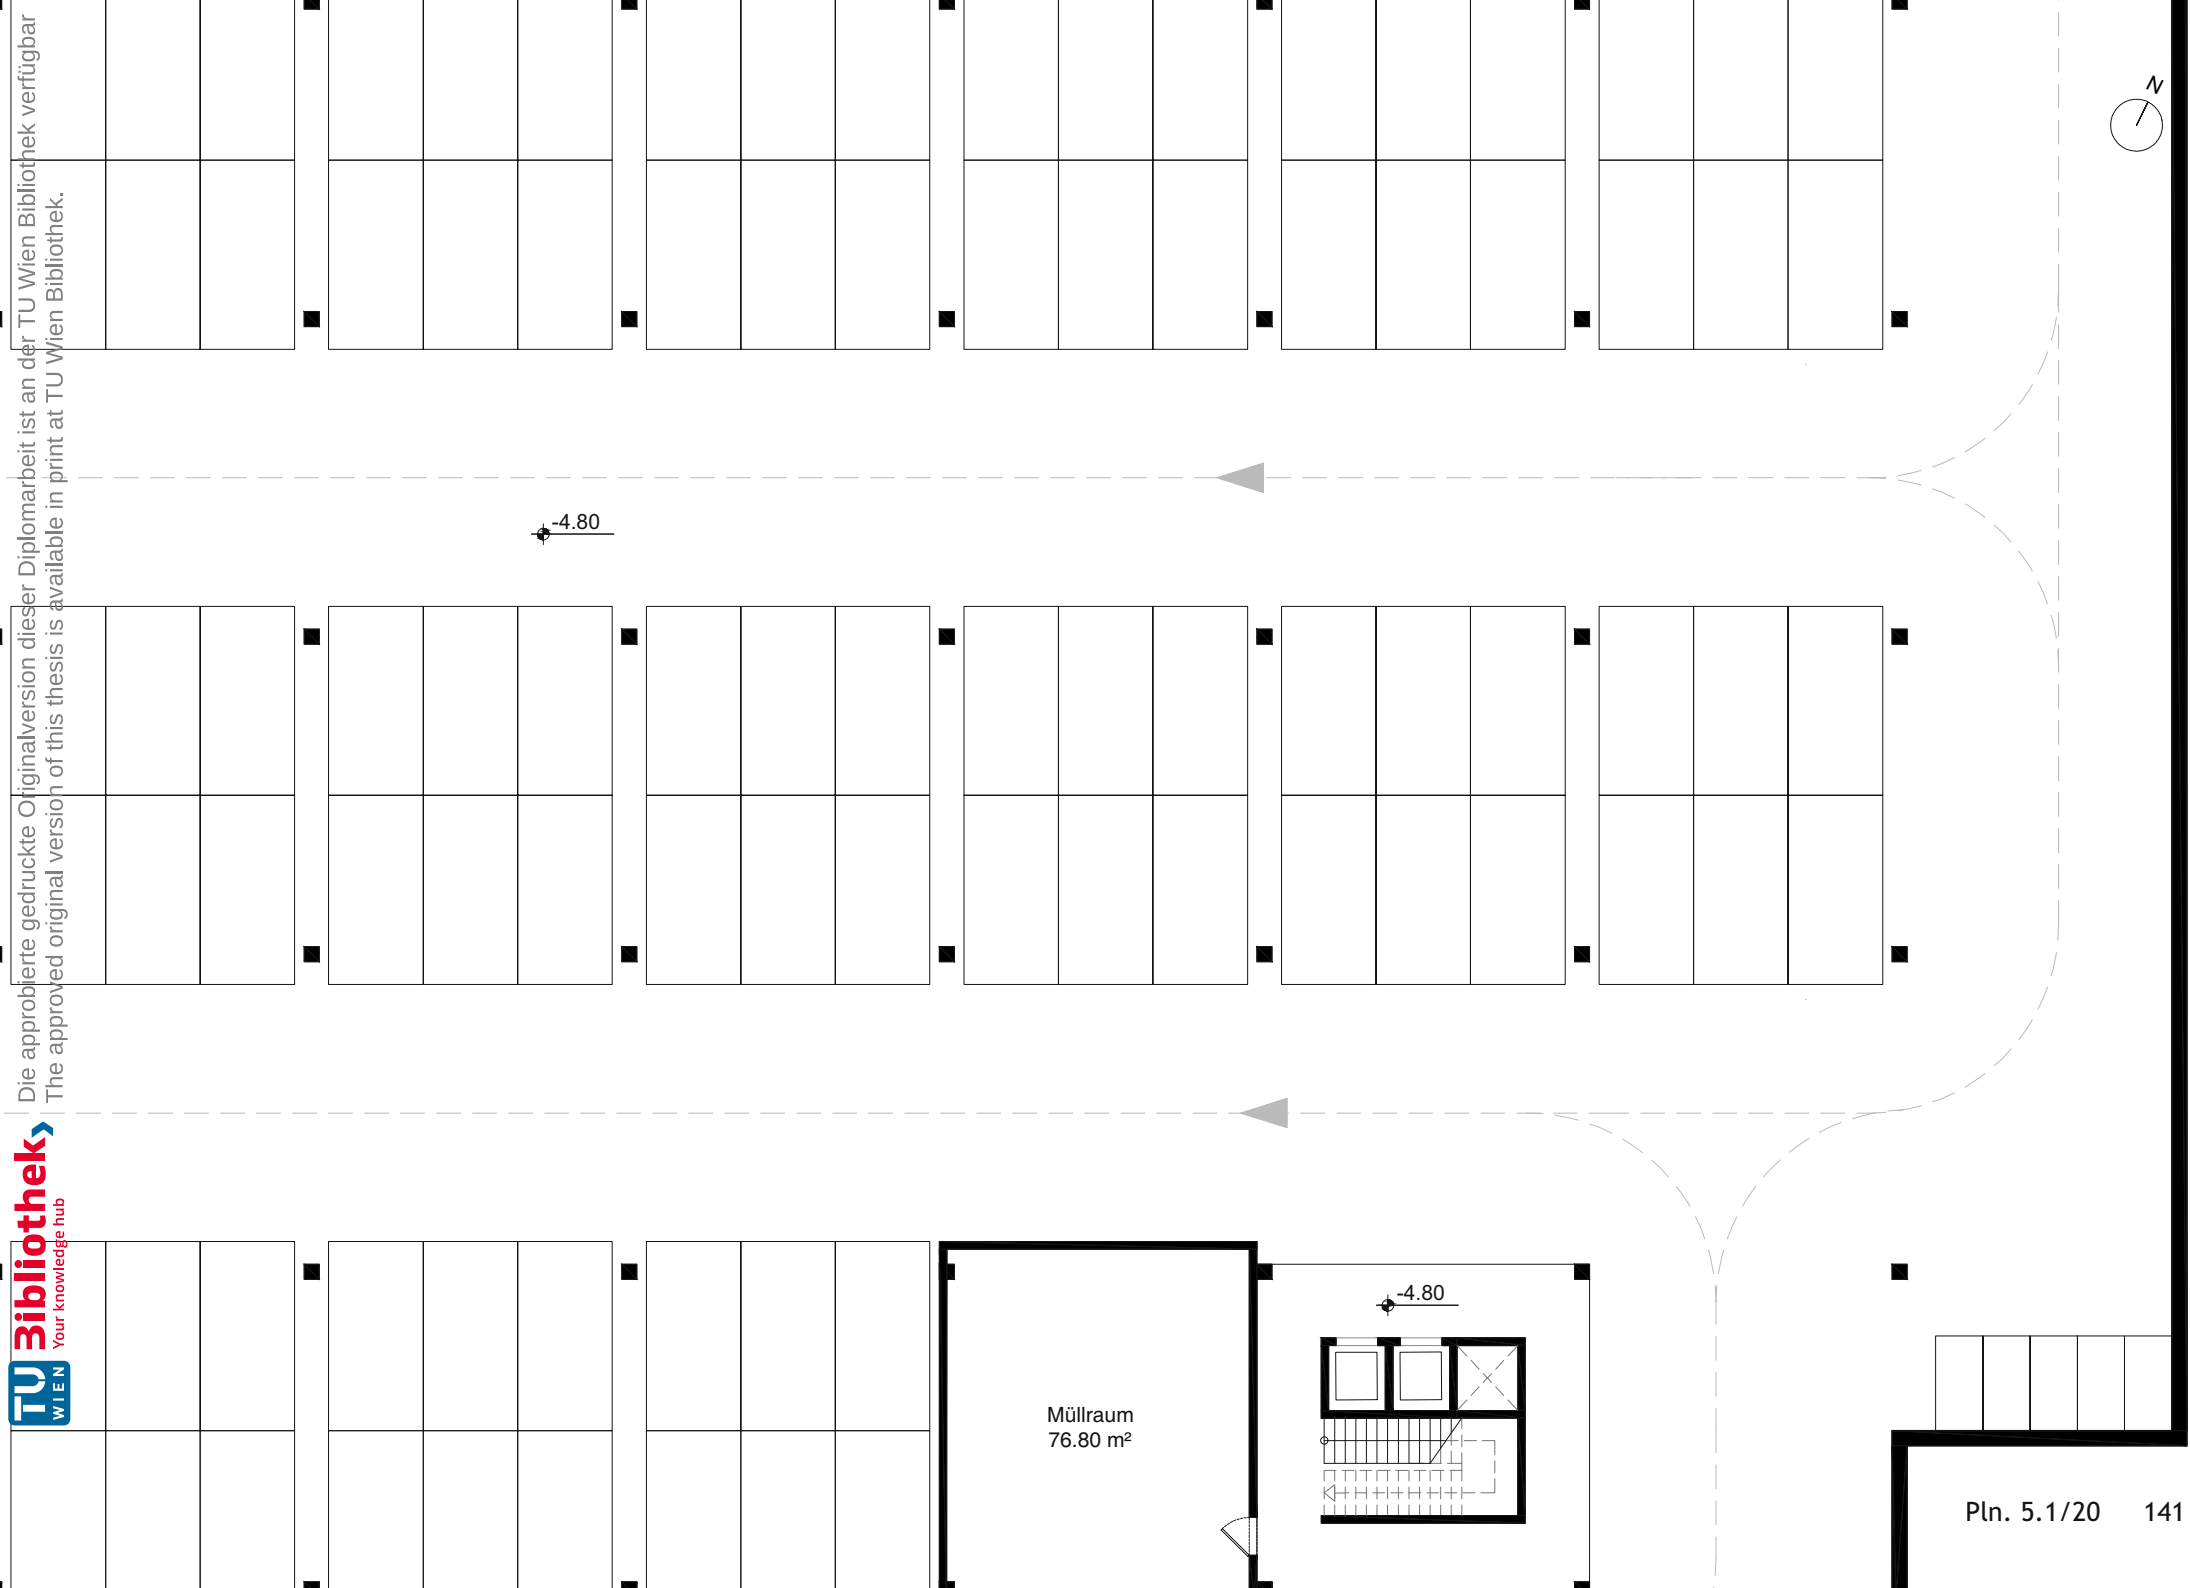 Die approbierte gedruckte Originalversion dieser Diplomarbeit ist an der TU Wien Bibliothek verfügbar
The approved original version of this thesis is available in print at TU Wien Bibliothek.
Bibliothek
Your knowledge hub
TU
WIEN
N
-4.80
-4.80
Müllraum
76.80 m²
Pln. 5.1/20 141